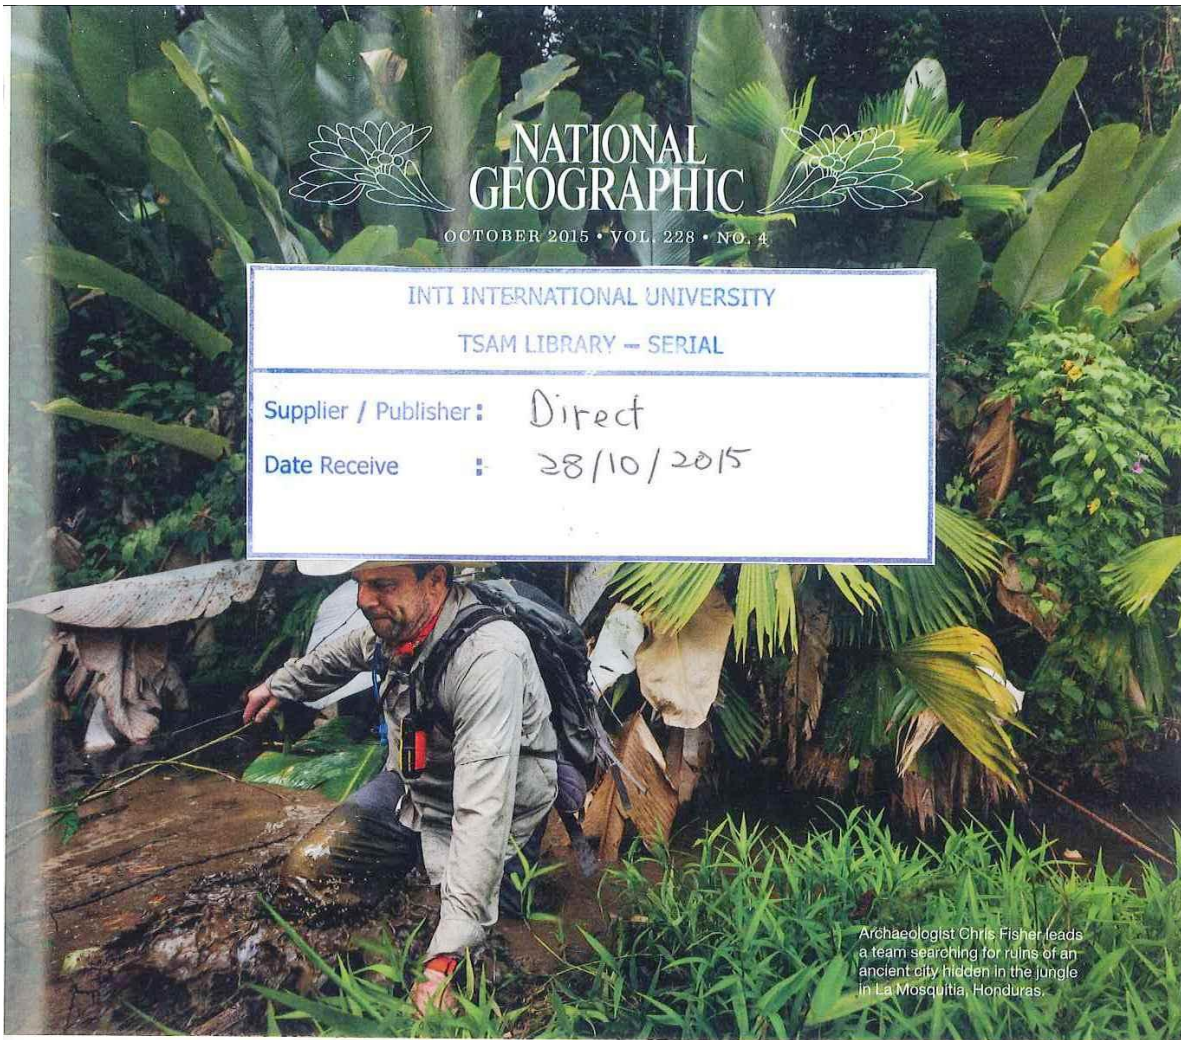 NATIONAL
GEOGRAPHIC
OCTOBER 2015 • VOL. 228 • NO. 4
INTI INTERNATIONAL UNIVERSITY
TSAM LIBRARY – SERIAL
Supplier / Publisher : Direct
Date Receive : 28/10/2015
Archaeologist Chris Fisher leads
a team searching for ruins of an
ancient city hidden in the jungle
in La Mosquitia, Honduras.